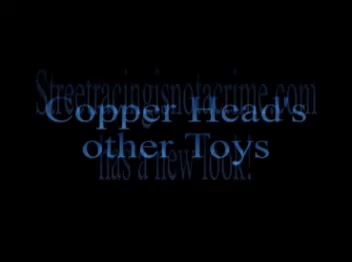 Streetracingisnotacrime.com
Copper Head's
other Toys
has a new look!